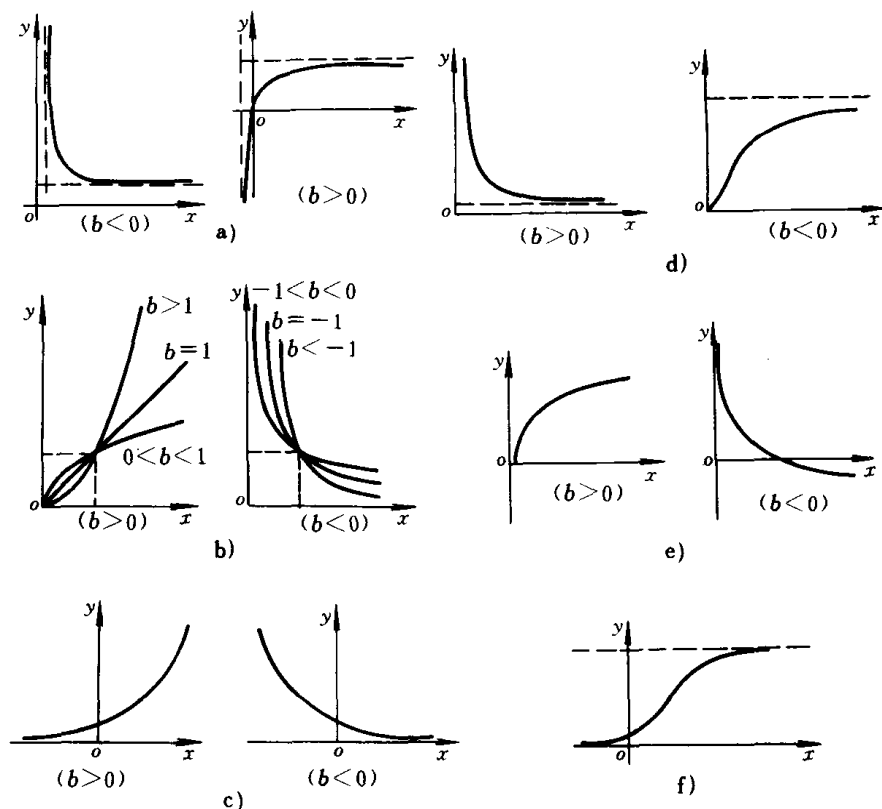 y
y
o
x
o
x
(b<0)
(b>0)
a)
y
y
o
x
o
x
(b>0)
(b<0)
d)
y
b>1
b=1
0<b<1
o
x
(b>0)
y
-1<b<0
b=-1
b<-1
o
x
(b<0)
b)
y
o
x
(b>0)
y
o
x
(b<0)
e)
y
o
x
(b>0)
y
o
x
(b<0)
c)
y
o
x
f)